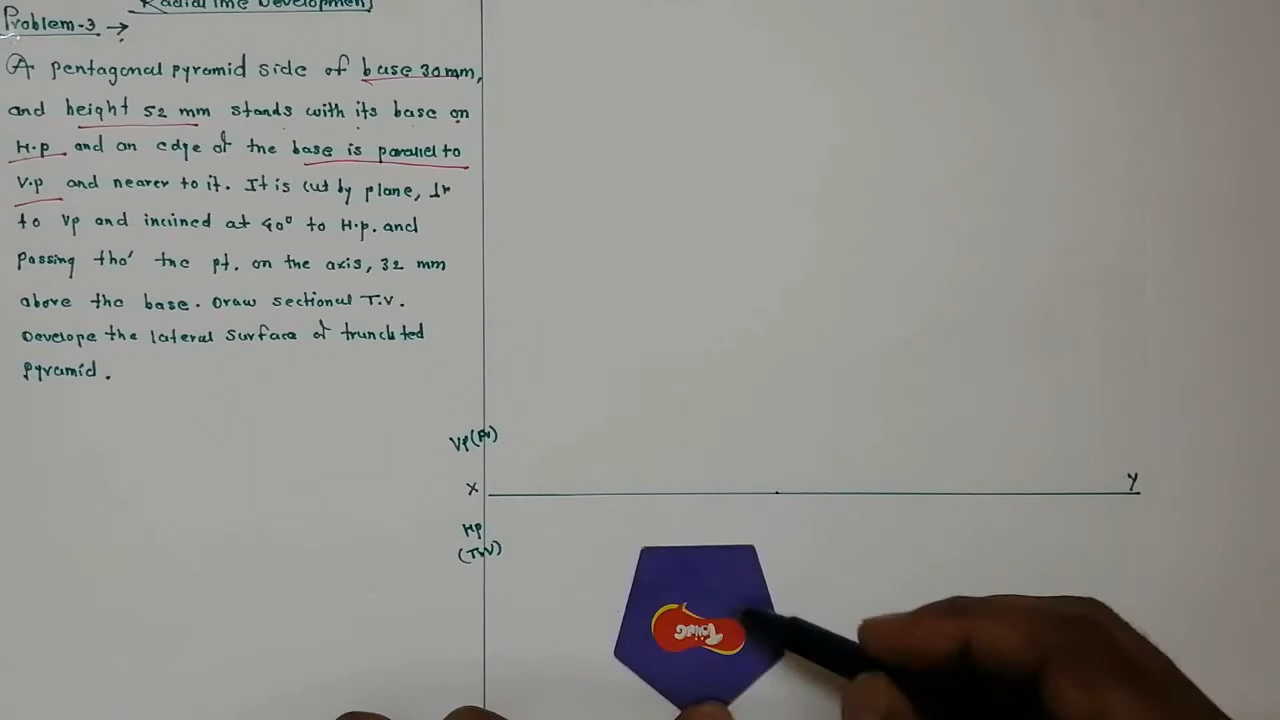 Radial line Development
Problem-3 →
A pentagonal pyramid side of base 30mm,
and height 52 mm stands with its base on
H.p and an edge of the base is parallel to
V.p and nearer to it. It is cut by plane, ⊥r
to Vp and inclined at 40° to H.p. and
passing tho' the pt. on the axis, 32 mm
above the base. Draw sectional T.V.
Develope the lateral surface of truncated
pyramid.
Vp(Fv)
X Y
Hp
(T.V)